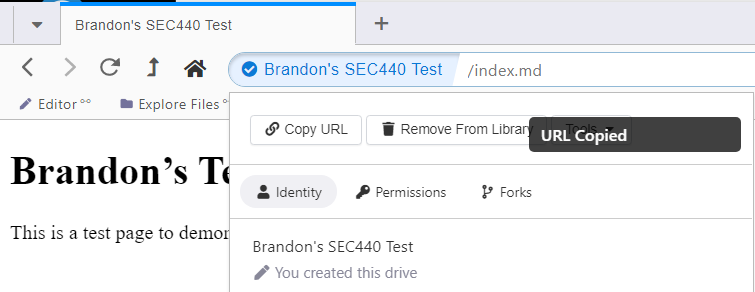 Brandon's SEC440 Test
Brandon's SEC440 Test /index.md
Editor Explore Files
Copy URL Remove From Library Tools URL Copied
Brandon’s Te
Identity Permissions Forks
This is a test page to demon
Brandon's SEC440 Test
You created this drive